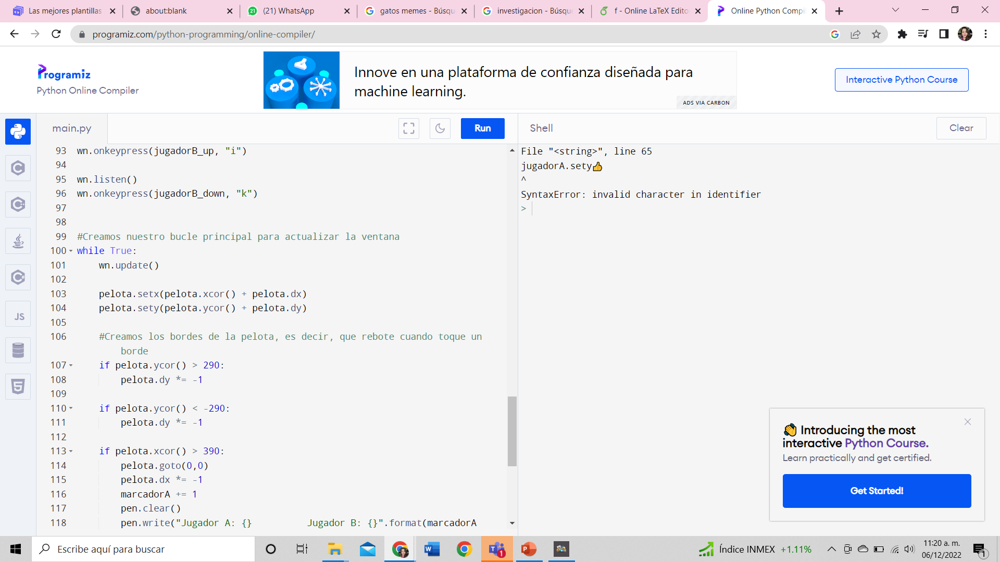 Las mejores plantillas
about:blank
(21) WhatsApp
gatos memes - Búsqu
investigacion - Búsque
f - Online LaTeX Edito
Online Python Compil
programiz.com/python-programming/online-compiler/
Programiz
Python Online Compiler
Innove en una plataforma de confianza diseñada para
machine learning.
ADS VIA CARBON
Interactive Python Course
main.py
Run
Shell
Clear
93 wn.onkeypress(jugadorB_up, "i")
94
95 wn.listen()
96 wn.onkeypress(jugadorB_down, "k")
97
98
99 #Creamos nuestro bucle principal para actualizar la ventana
100 while True:
101 wn.update()
102
103 pelota.setx(pelota.xcor() + pelota.dx)
104 pelota.sety(pelota.ycor() + pelota.dy)
105
106 #Creamos los bordes de la pelota, es decir, que rebote cuando toque un
borde
107 if pelota.ycor() > 290:
108 pelota.dy *= -1
109
110 if pelota.ycor() < -290:
111 pelota.dy *= -1
112
113 if pelota.xcor() > 390:
114 pelota.goto(0,0)
115 pelota.dx *= -1
116 marcadorA += 1
117 pen.clear()
118 pen.write("Jugador A: {} Jugador B: {}".format(marcadorA
File "<string>", line 65
jugadorA.sety👍
^
SyntaxError: invalid character in identifier
>
JS
👋 Introducing the most
interactive Python Course.
Learn practically and get certified.
Get Started!
Escribe aquí para buscar
Índice INMEX +1.11%
11:20 a. m.
06/12/2022
1
1